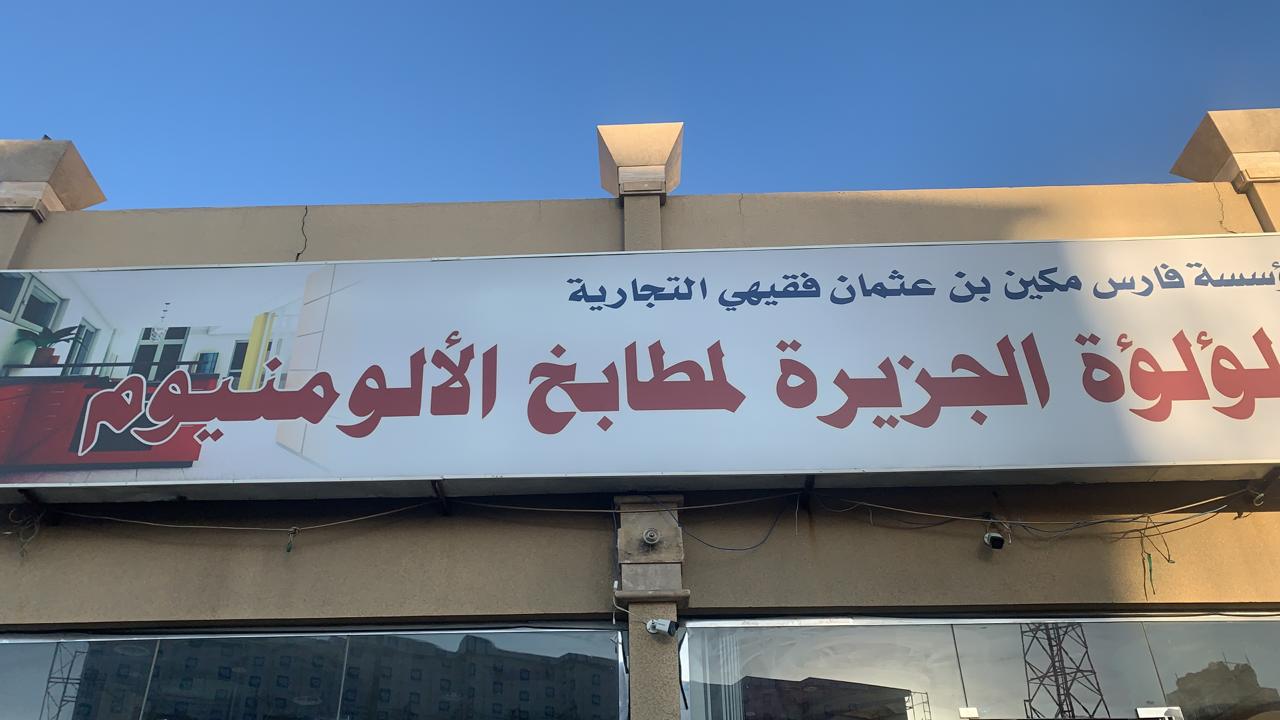 ؤسسة فارس مكين بن عثمان فقيهي التجارية
لؤلؤة الجزيرة لمطابخ الألومنيوم